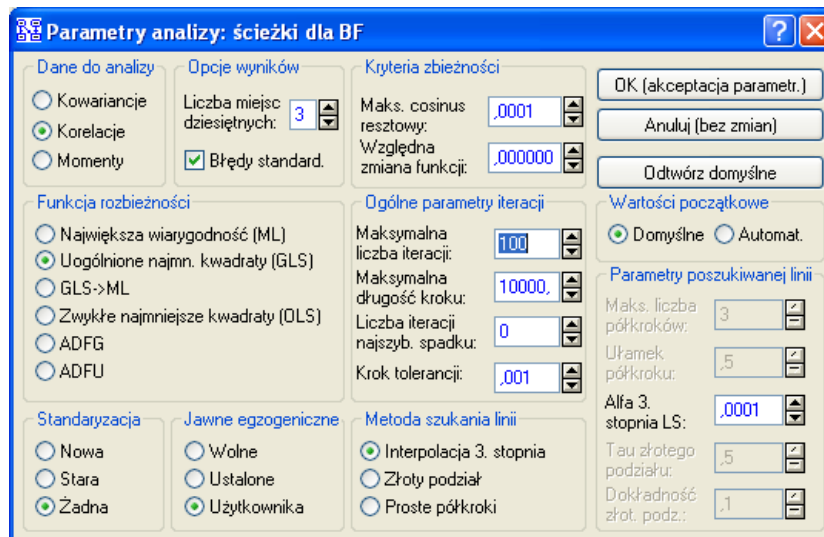 Parametry analizy: ścieżki dla BF
Dane do analizy
Kowariancje
Korelacje
Momenty
Opcje wyników
Liczba miejsc
dziesiętnych: 3
Błędy standard.
Kryteria zbieżności
Maks. cosinus
resztowy: ,0001
Względna
zmiana funkcji: ,000000
OK (akceptacja parametr.)
Anuluj (bez zmian)
Odtwórz domyślne
Funkcja rozbieżności
Największa wiarygodność (ML)
Uogólnione najmn. kwadraty (GLS)
GLS->ML
Zwykłe najmniejsze kwadraty (OLS)
ADFG
ADFU
Ogólne parametry iteracji
Maksymalna
liczba iteracji: 100
Maksymalna
długość kroku: 10000,
Liczba iteracji
najszyb. spadku: 0
Krok tolerancji: ,001
Wartości początkowe
Domyślne Automat.
Parametry poszukiwanej linii
Maks. liczba
półkroków: 3
Ułamek
półkroku: ,5
Alfa 3.
stopnia LS: ,0001
Tau złotego
podziału: ,5
Dokładność
złot. podz.: ,1
Standaryzacja
Nowa
Stara
Żadna
Jawne egzogeniczne
Wolne
Ustalone
Użytkownika
Metoda szukania linii
Interpolacja 3. stopnia
Złoty podział
Proste półkroki